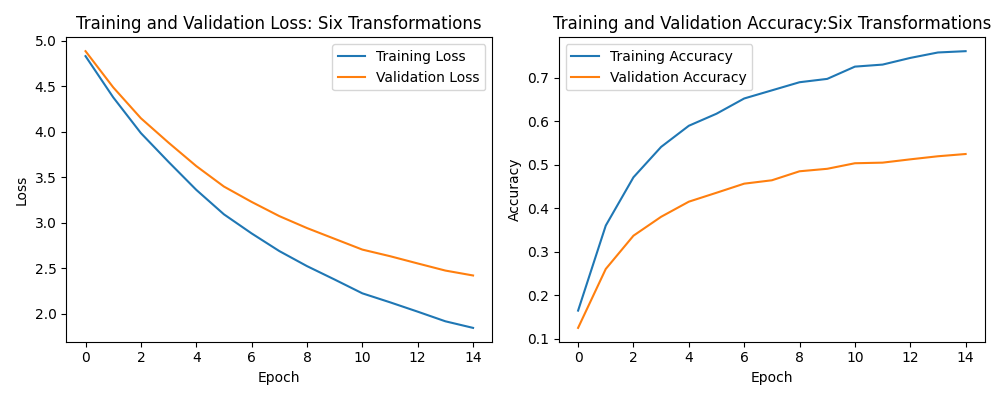 Training and Validation Loss: Six Transformations
5.0
4.5
4.0
3.5
3.0
2.5
2.0
Loss
Training Loss
Validation Loss
0 2 4 6 8 10 12 14
Epoch
Training and Validation Accuracy:Six Transformations
0.7
0.6
0.5
0.4
0.3
0.2
0.1
Accuracy
Training Accuracy
Validation Accuracy
0 2 4 6 8 10 12 14
Epoch